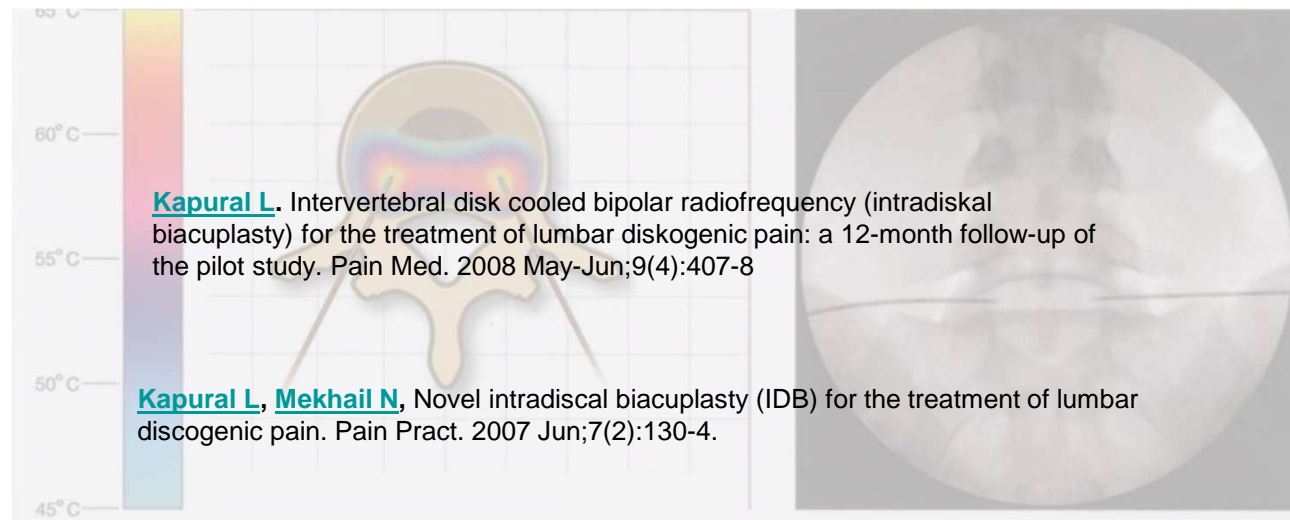 65°C
60°C
Kapural L. Intervertebral disk cooled bipolar radiofrequency (intradiskal
biacuplasty) for the treatment of lumbar diskogenic pain: a 12-month follow-up of
the pilot study. Pain Med. 2008 May-Jun;9(4):407-8
55°C
50°C
Kapural L, Mekhail N, Novel intradiscal biacuplasty (IDB) for the treatment of lumbar
discogenic pain. Pain Pract. 2007 Jun;7(2):130-4.
45°C